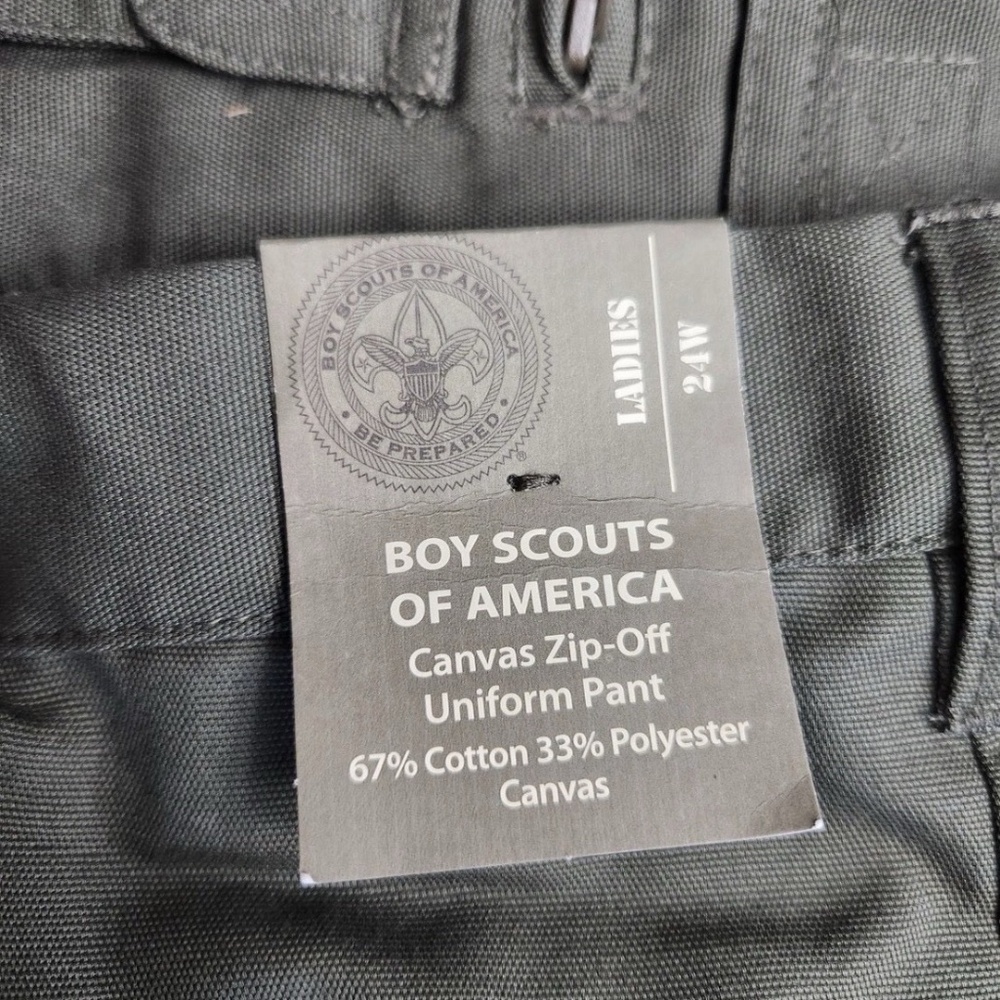 BOY SCOUTS OF AMERICA
• BE PREPARED •
®
LADIES
24W
BOY SCOUTS
OF AMERICA
Canvas Zip-Off
Uniform Pant
67% Cotton 33% Polyester
Canvas